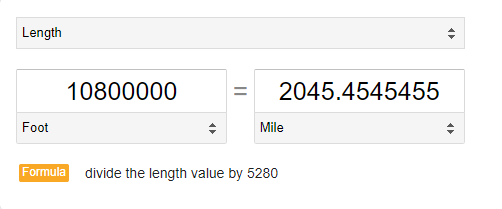 Length
10800000 = 2045.4545455
Foot Mile
Formula divide the length value by 5280